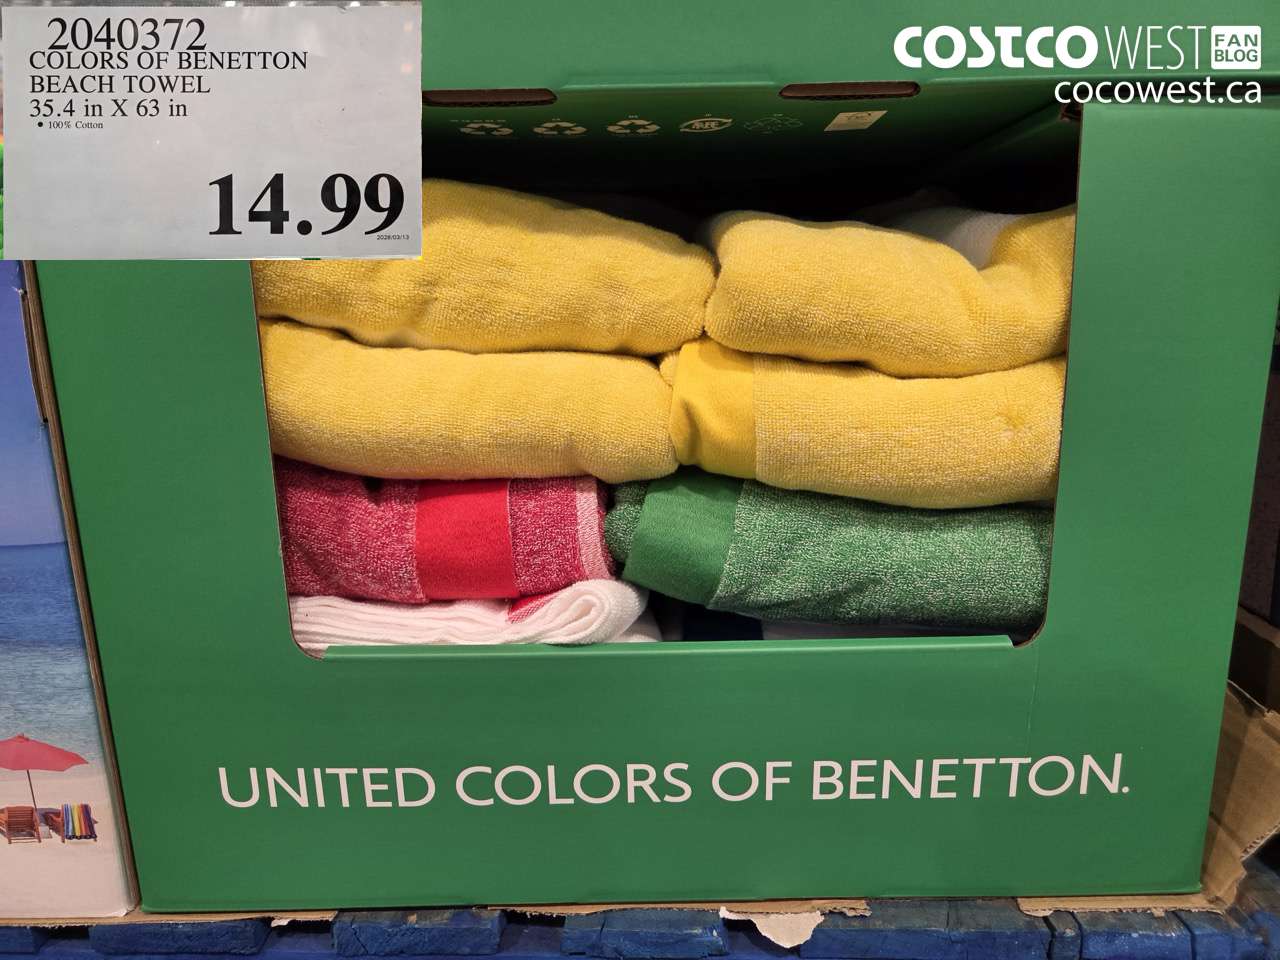 2040372
COLORS OF BENETTON
BEACH TOWEL
35.4 in X 63 in
• 100% Cotton
14.99
COSTCO WEST FAN BLOG
cocowest.ca
UNITED COLORS OF BENETTON.